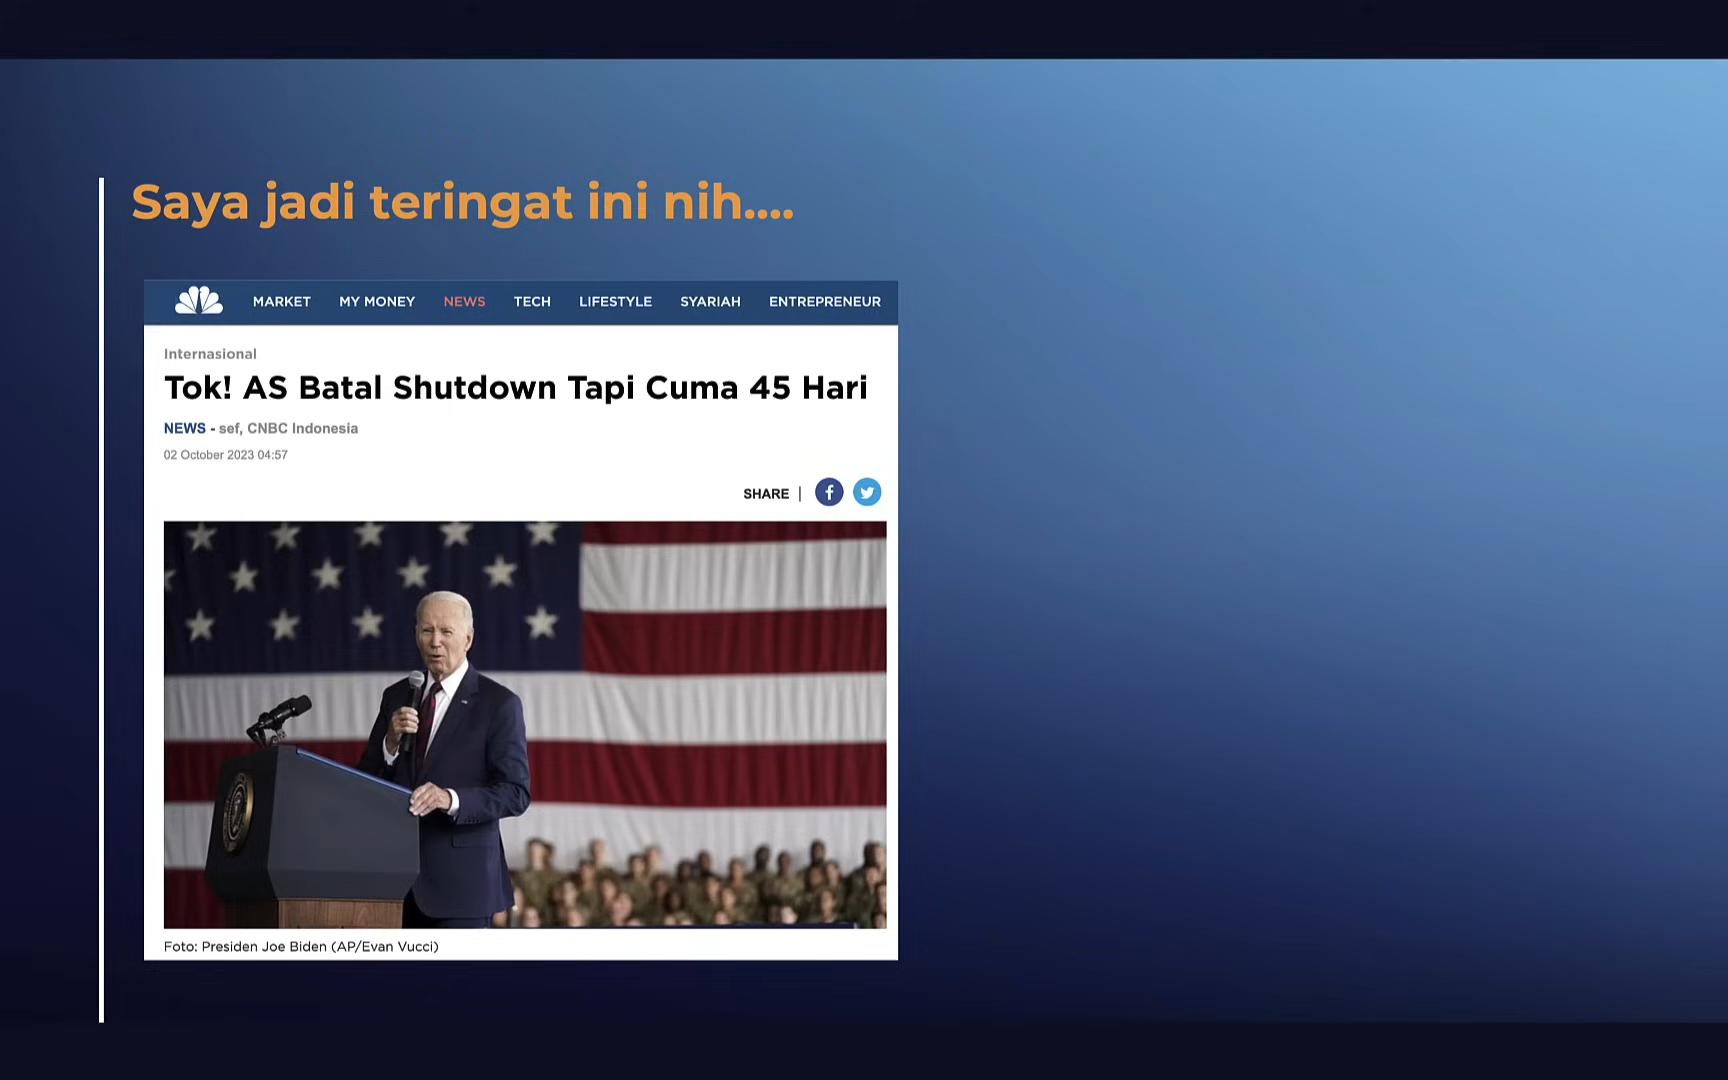 Saya jadi teringat ini nih....
MARKET MY MONEY NEWS TECH LIFESTYLE SYARIAH ENTREPRENEUR
Internasional
Tok! AS Batal Shutdown Tapi Cuma 45 Hari
NEWS - sef, CNBC Indonesia
02 October 2023 04:57
SHARE |
Foto: Presiden Joe Biden (AP/Evan Vucci)